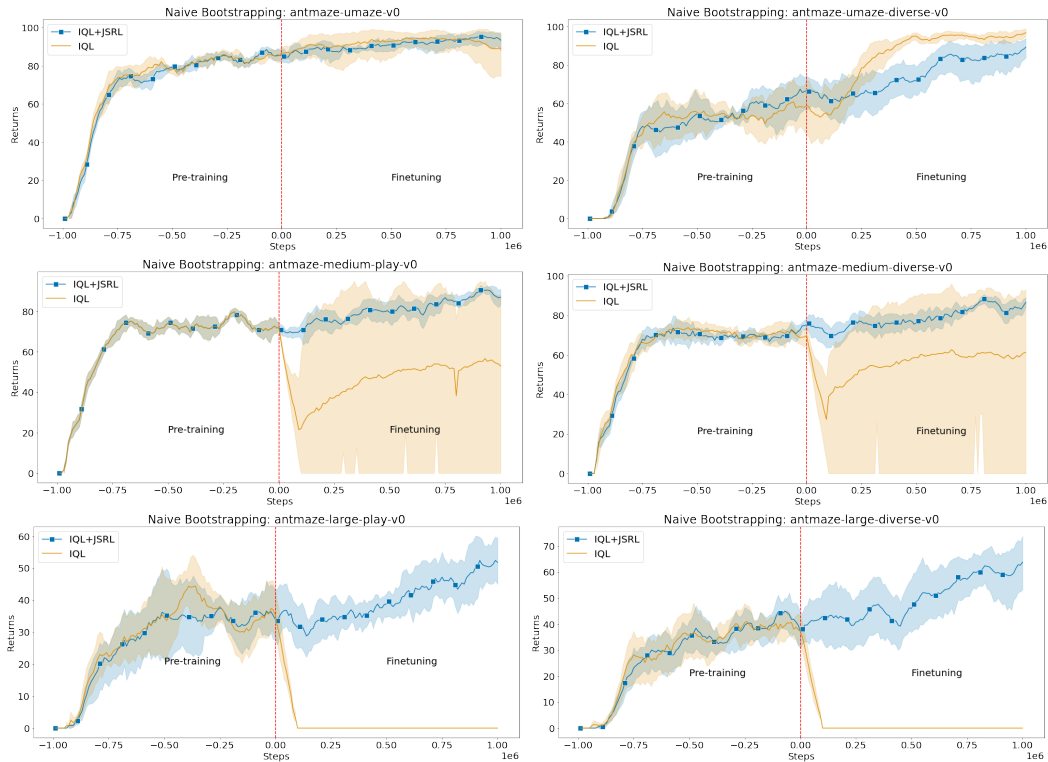 Naive Bootstrapping: antmaze-umaze-v0
IQL+JSRL
IQL
Returns
100
80
60
40
20
0
Pre-training
Finetuning
−1.00 −0.75 −0.50 −0.25 0.00 0.25 0.50 0.75 1.00
Steps
1e6
Naive Bootstrapping: antmaze-umaze-diverse-v0
IQL+JSRL
IQL
Returns
100
80
60
40
20
0
Pre-training
Finetuning
−1.00 −0.75 −0.50 −0.25 0.00 0.25 0.50 0.75 1.00
Steps
1e6
Naive Bootstrapping: antmaze-medium-play-v0
IQL+JSRL
IQL
Returns
80
60
40
20
0
Pre-training
Finetuning
−1.00 −0.75 −0.50 −0.25 0.00 0.25 0.50 0.75 1.00
Steps
1e6
Naive Bootstrapping: antmaze-medium-diverse-v0
IQL+JSRL
IQL
Returns
100
80
60
40
20
0
Pre-training
Finetuning
−1.00 −0.75 −0.50 −0.25 0.00 0.25 0.50 0.75 1.00
Steps
1e6
Naive Bootstrapping: antmaze-large-play-v0
IQL+JSRL
IQL
Returns
60
50
40
30
20
10
0
Pre-training
Finetuning
−1.00 −0.75 −0.50 −0.25 0.00 0.25 0.50 0.75 1.00
Steps
1e6
Naive Bootstrapping: antmaze-large-diverse-v0
IQL+JSRL
IQL
Returns
70
60
50
40
30
20
10
0
Pre-training
Finetuning
−1.00 −0.75 −0.50 −0.25 0.00 0.25 0.50 0.75 1.00
Steps
1e6